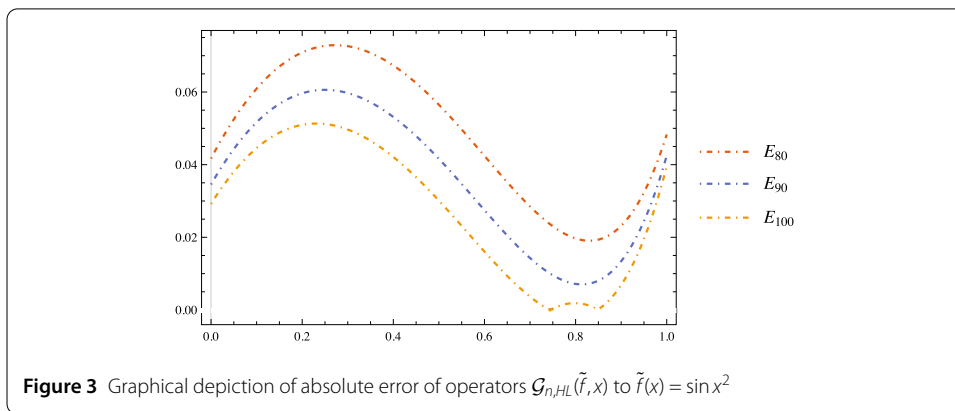 0.06
0.04
0.02
0.00
0.0 0.2 0.4 0.6 0.8 1.0
E₈₀
E₉₀
E₁₀₀
Figure 3 Graphical depiction of absolute error of operators 𝒢ₙ,HL(f̃, x) to f̃(x) = sin x²